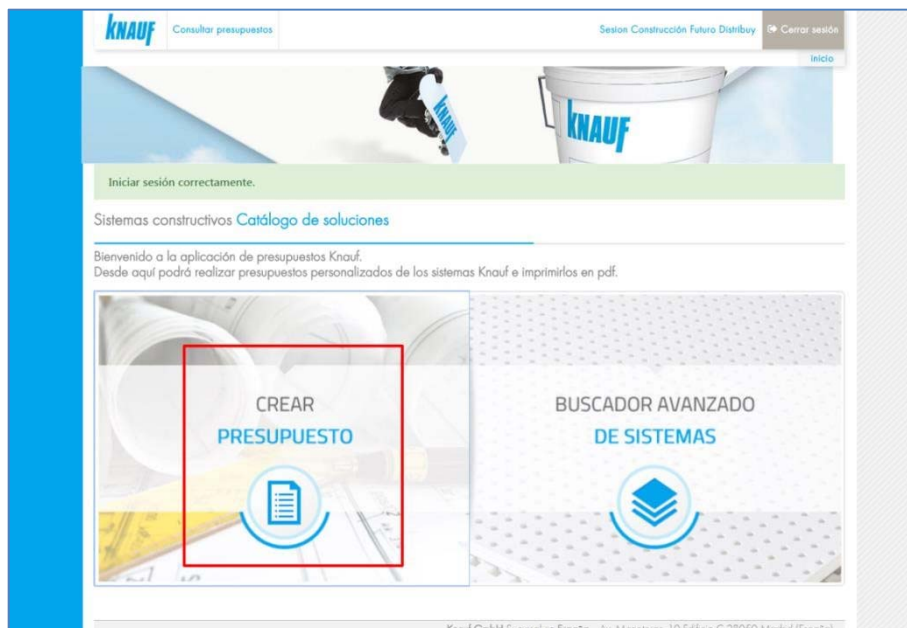 KNAUF Consultar presupuestos Sesion Construcción Futuro Distribuy Cerrar sesión
inicio
KNAUF
KNAUF
Iniciar sesión correctamente.
Sistemas constructivos Catálogo de soluciones
Bienvenido a la aplicación de presupuestos Knauf.
Desde aquí podrá realizar presupuestos personalizados de los sistemas Knauf e imprimirlos en pdf.
CREAR
PRESUPUESTO
BUSCADOR AVANZADO
DE SISTEMAS